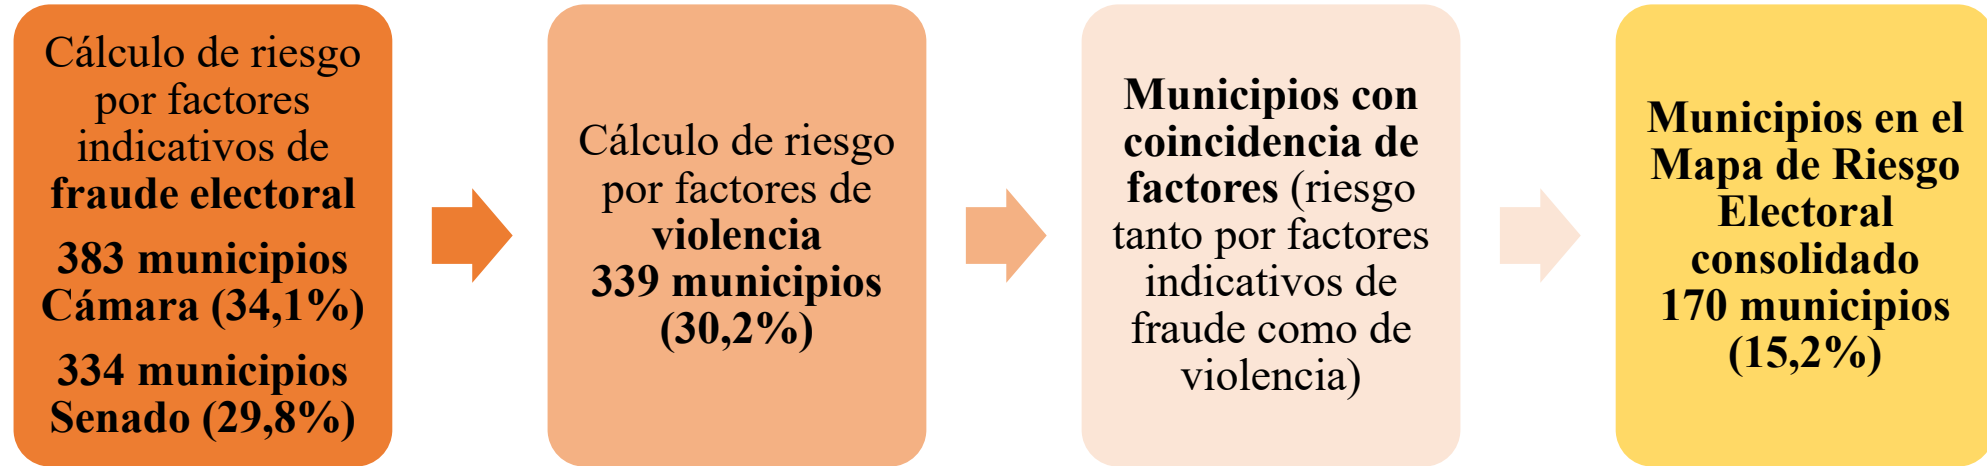 Cálculo de riesgo
por factores
indicativos de
fraude electoral
383 municipios
Cámara (34,1%)
334 municipios
Senado (29,8%)
Cálculo de riesgo
por factores de
violencia
339 municipios
(30,2%)
Municipios con
coincidencia de
factores (riesgo
tanto por factores
indicativos de
fraude como de
violencia)
Municipios en el
Mapa de Riesgo
Electoral
consolidado
170 municipios
(15,2%)